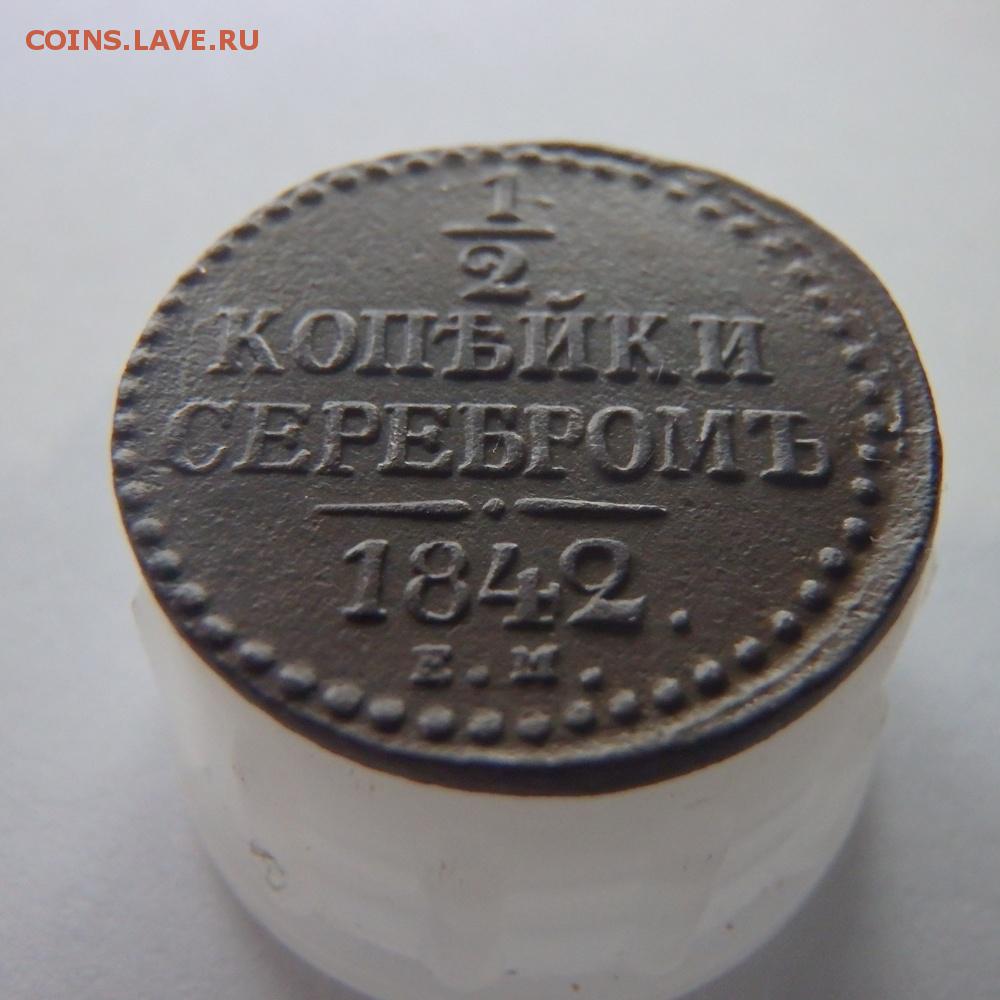 COINS.LAVE.RU
1
2
КОПѢЙКИ
СЕРЕБРОМЪ
1842.
Е.М.